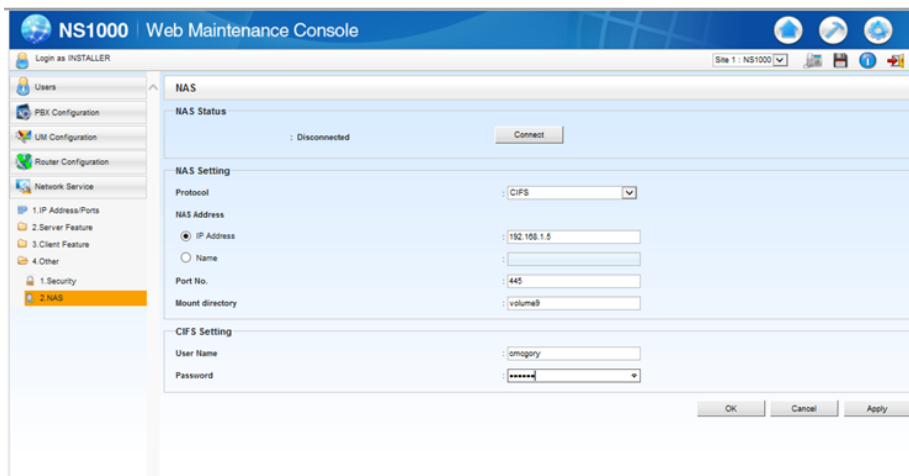 NS1000 Web Maintenance Console
Login as INSTALLER
Site 1 : NS1000
Users
PBX Configuration
UM Configuration
Router Configuration
Network Service
IP 1.IP Address/Ports
2.Server Feature
3.Client Feature
4.Other
1.Security
2.NAS
NAS
NAS Status
: Disconnected
Connect
NAS Setting
Protocol : CIFS
NAS Address
IP Address : 192.168.1.5
Name :
Port No. : 445
Mount directory : volume9
CIFS Setting
User Name : cmcgory
Password : ••••••
OK Cancel Apply